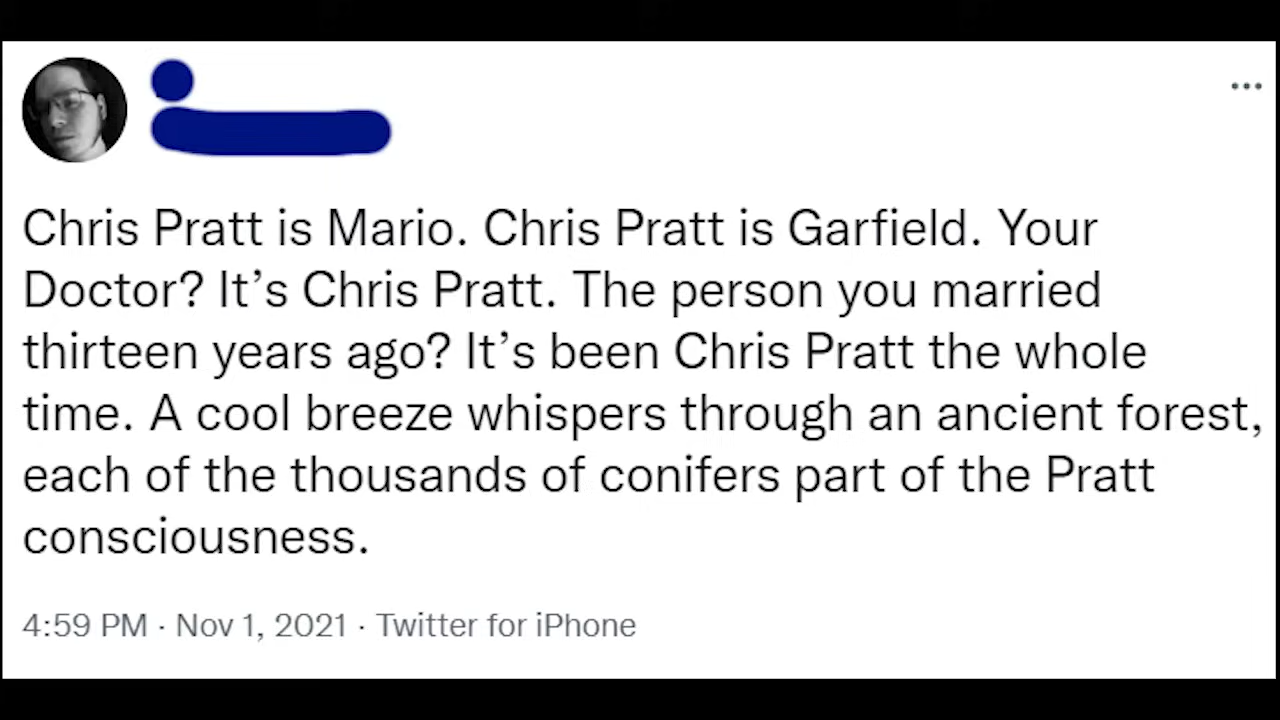 Chris Pratt is Mario. Chris Pratt is Garfield. Your
Doctor? It’s Chris Pratt. The person you married
thirteen years ago? It’s been Chris Pratt the whole
time. A cool breeze whispers through an ancient forest,
each of the thousands of conifers part of the Pratt
consciousness.
4:59 PM · Nov 1, 2021 · Twitter for iPhone